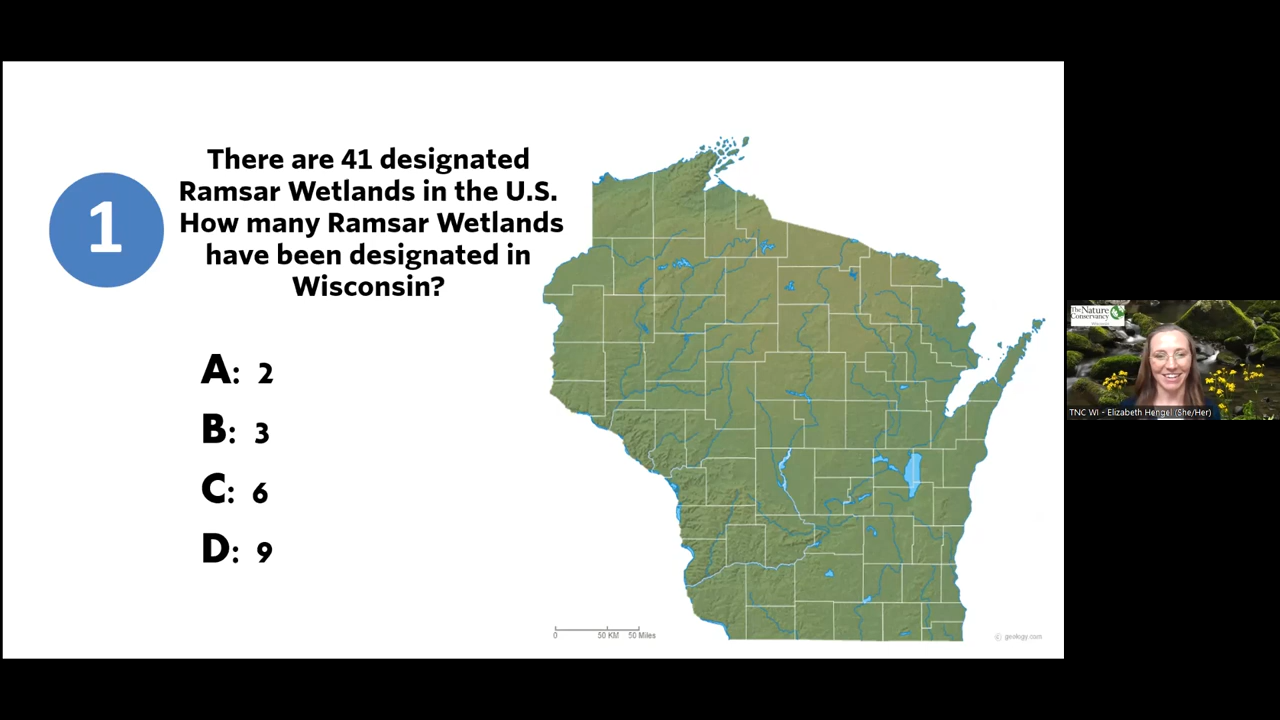 There are 41 designated
Ramsar Wetlands in the U.S.
How many Ramsar Wetlands
have been designated in
Wisconsin?
1
A: 2
B: 3
C: 6
D: 9
0 50 KM 50 Miles
© geology.com
The Nature
Conservancy
TNC WI - Elizabeth Hengel (She/Her)